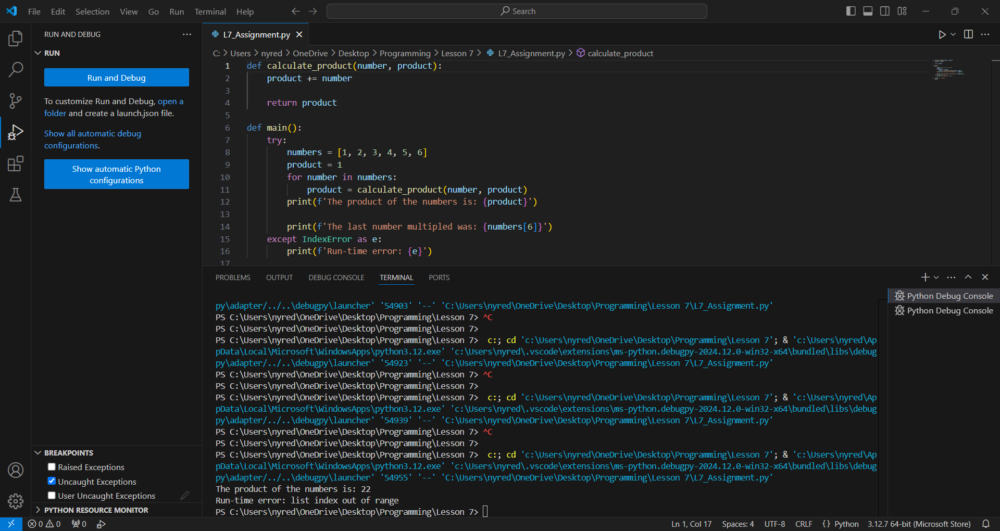 File Edit Selection View Go Run Terminal Help Search
RUN AND DEBUG
RUN
Run and Debug
To customize Run and Debug, open a
folder and create a launch.json file.
Show all automatic debug
configurations.
Show automatic Python
configurations
BREAKPOINTS
Raised Exceptions
Uncaught Exceptions
User Uncaught Exceptions
PYTHON RESOURCE MONITOR
L7_Assignment.py
C: > Users > nyred > OneDrive > Desktop > Programming > Lesson 7 > L7_Assignment.py > calculate_product
1 def calculate_product(number, product):
2     product += number
3
4     return product
5
6 def main():
7     try:
8         numbers = [1, 2, 3, 4, 5, 6]
9         product = 1
10         for number in numbers:
11             product = calculate_product(number, product)
12         print(f'The product of the numbers is: {product}')
13
14         print(f'The last number multipled was: {numbers[6]}')
15     except IndexError as e:
16         print(f'Run-time error: {e}')
17
PROBLEMS OUTPUT DEBUG CONSOLE TERMINAL PORTS
py\adapter/../..\debugpy\launcher' '54903' '--' 'C:\Users\nyred\OneDrive\Desktop\Programming\Lesson 7\L7_Assignment.py'
PS C:\Users\nyred\OneDrive\Desktop\Programming\Lesson 7> ^C
PS C:\Users\nyred\OneDrive\Desktop\Programming\Lesson 7>
PS C:\Users\nyred\OneDrive\Desktop\Programming\Lesson 7>  c:; cd 'c:\Users\nyred\OneDrive\Desktop\Programming\Lesson 7'; & 'c:\Users\nyred\Ap
pData\Local\Microsoft\WindowsApps\python3.12.exe' 'c:\Users\nyred\.vscode\extensions\ms-python.debugpy-2024.12.0-win32-x64\bundled\libs\debug
py\adapter/../..\debugpy\launcher' '54923' '--' 'C:\Users\nyred\OneDrive\Desktop\Programming\Lesson 7\L7_Assignment.py'
PS C:\Users\nyred\OneDrive\Desktop\Programming\Lesson 7> ^C
PS C:\Users\nyred\OneDrive\Desktop\Programming\Lesson 7>
PS C:\Users\nyred\OneDrive\Desktop\Programming\Lesson 7>  c:; cd 'c:\Users\nyred\OneDrive\Desktop\Programming\Lesson 7'; & 'c:\Users\nyred\Ap
pData\Local\Microsoft\WindowsApps\python3.12.exe' 'c:\Users\nyred\.vscode\extensions\ms-python.debugpy-2024.12.0-win32-x64\bundled\libs\debug
py\adapter/../..\debugpy\launcher' '54939' '--' 'C:\Users\nyred\OneDrive\Desktop\Programming\Lesson 7\L7_Assignment.py'
PS C:\Users\nyred\OneDrive\Desktop\Programming\Lesson 7> ^C
PS C:\Users\nyred\OneDrive\Desktop\Programming\Lesson 7>
PS C:\Users\nyred\OneDrive\Desktop\Programming\Lesson 7>  c:; cd 'c:\Users\nyred\OneDrive\Desktop\Programming\Lesson 7'; & 'c:\Users\nyred\Ap
pData\Local\Microsoft\WindowsApps\python3.12.exe' 'c:\Users\nyred\.vscode\extensions\ms-python.debugpy-2024.12.0-win32-x64\bundled\libs\debug
py\adapter/../..\debugpy\launcher' '54955' '--' 'C:\Users\nyred\OneDrive\Desktop\Programming\Lesson 7\L7_Assignment.py'
The product of the numbers is: 22
Run-time error: list index out of range
PS C:\Users\nyred\OneDrive\Desktop\Programming\Lesson 7>
Python Debug Console
Python Debug Console
0 0 0 Ln 1, Col 17 Spaces: 4 UTF-8 CRLF {} Python 3.12.7 64-bit (Microsoft Store)